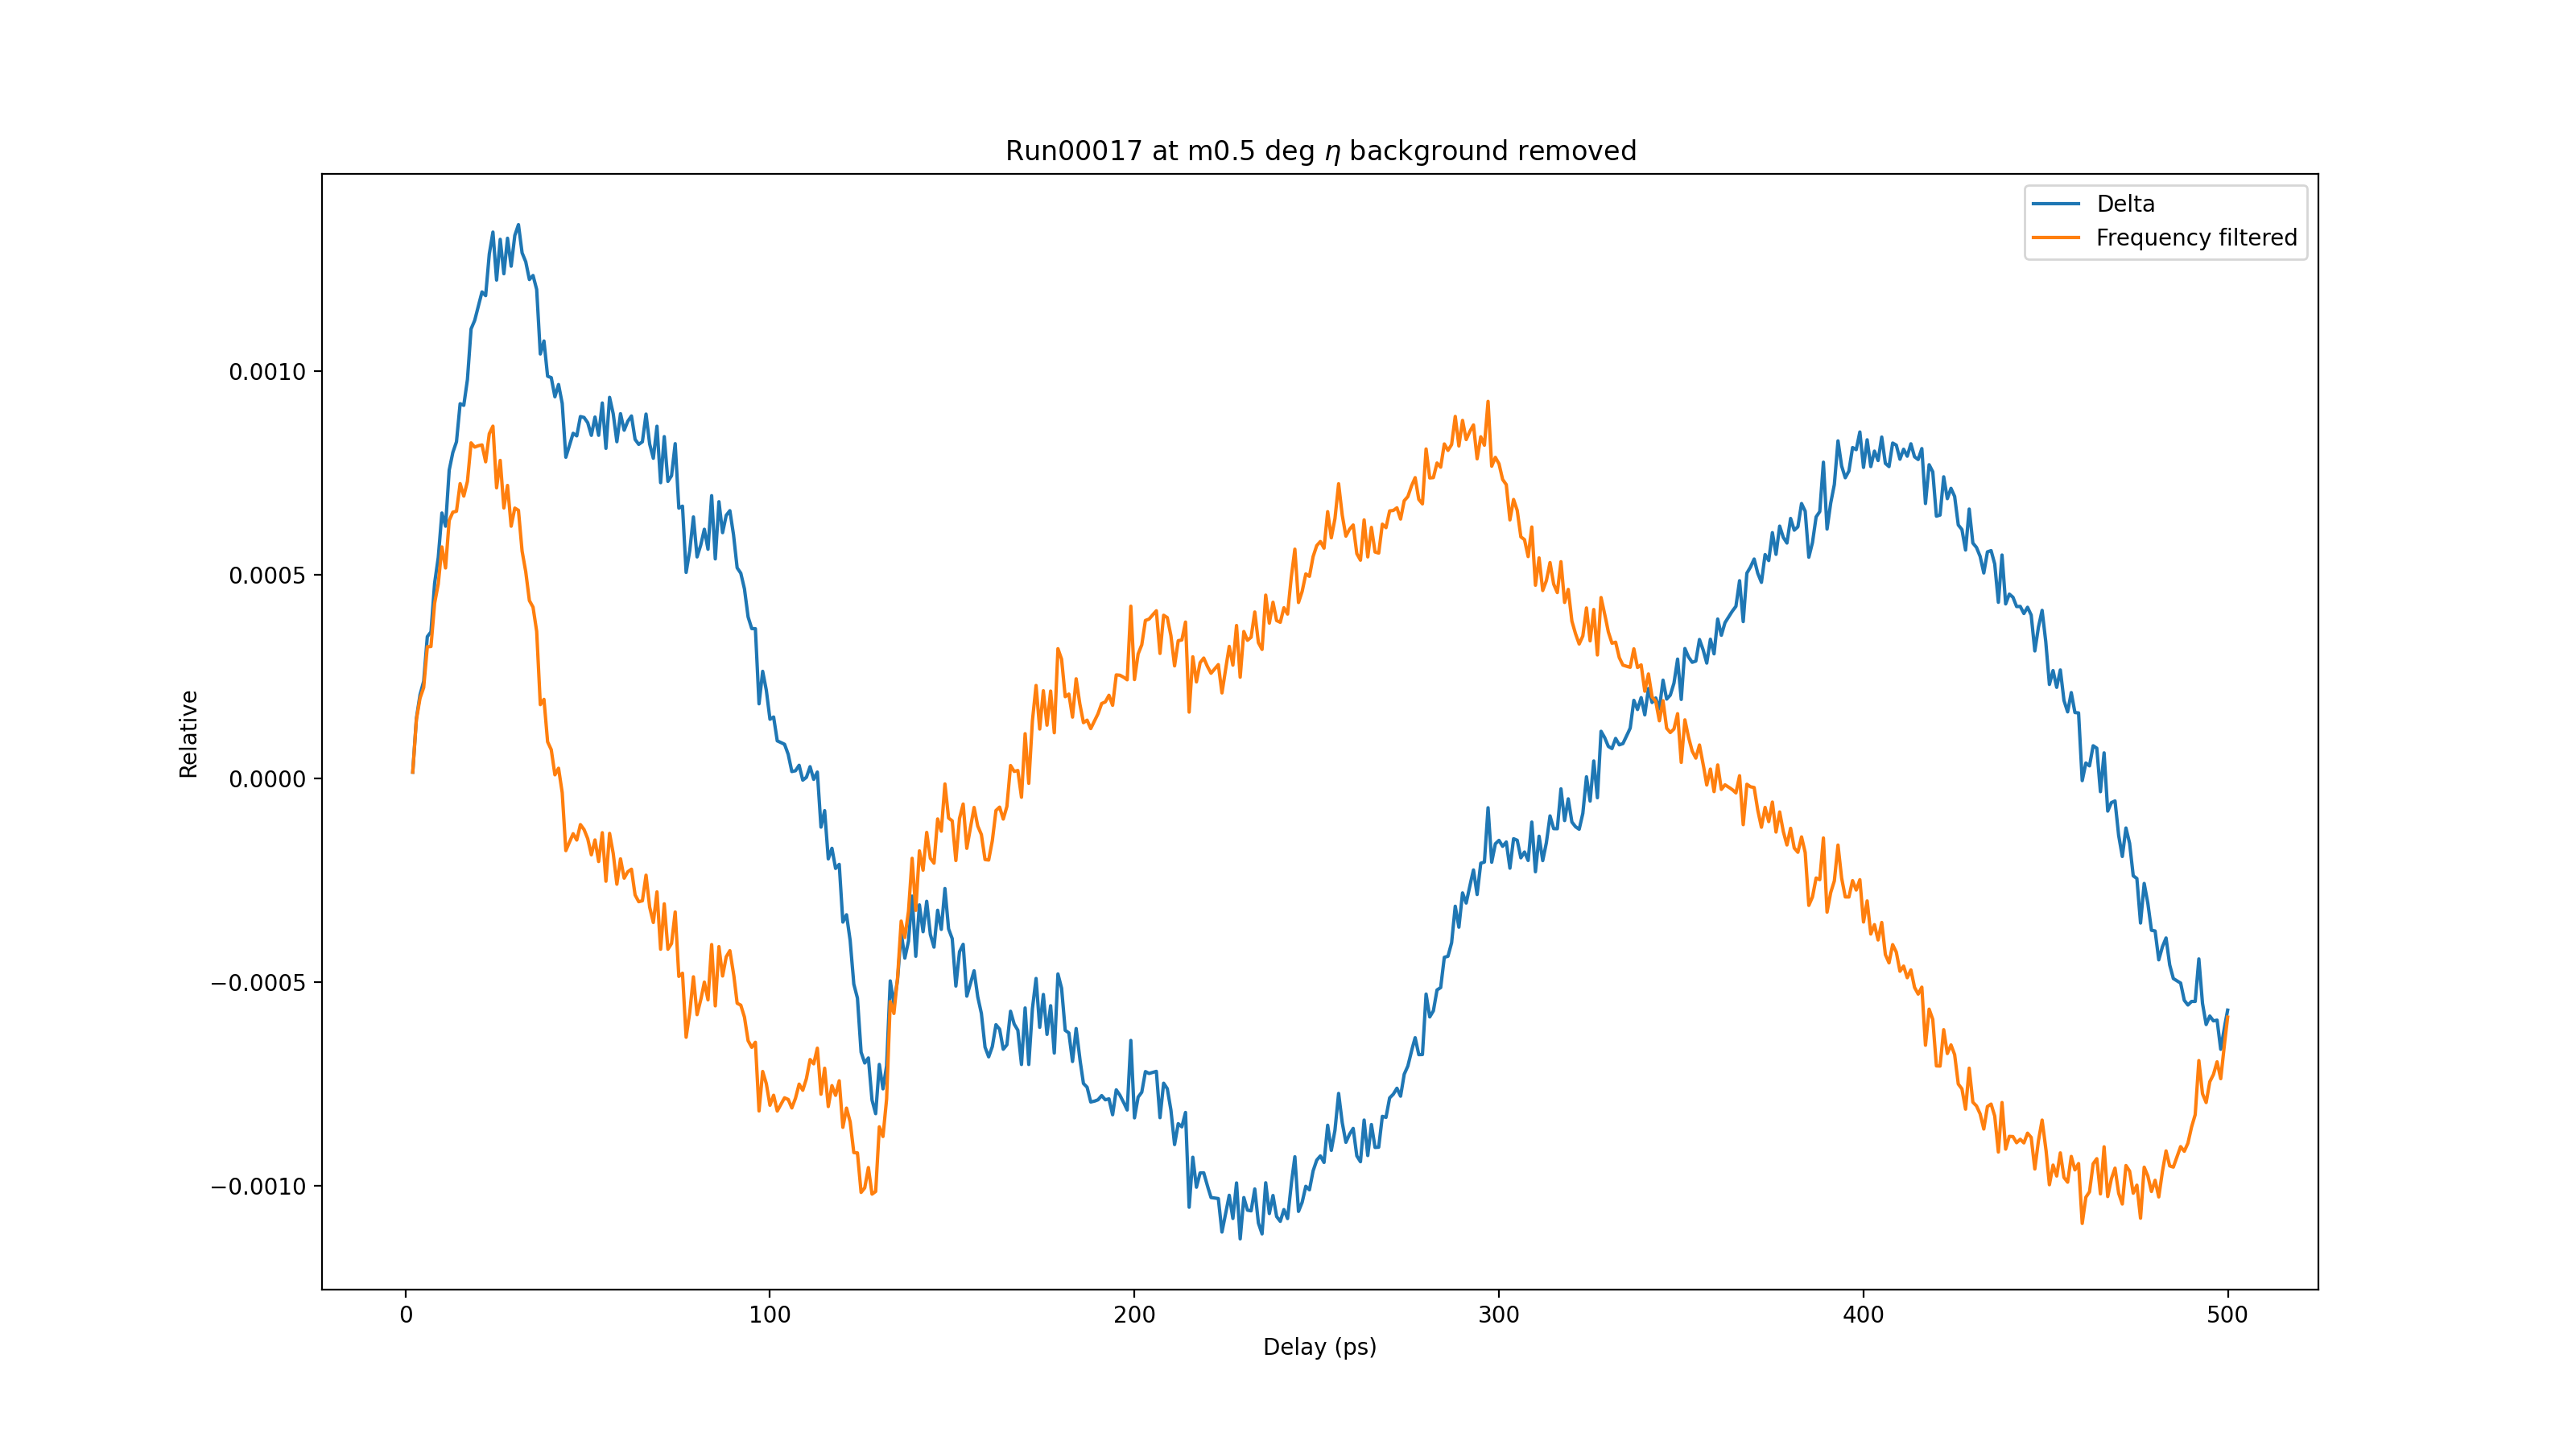 Run00017 at m0.5 deg η background removed
Delta
Frequency filtered
0.0010
0.0005
0.0000
−0.0005
−0.0010
Relative
0 100 200 300 400 500
Delay (ps)